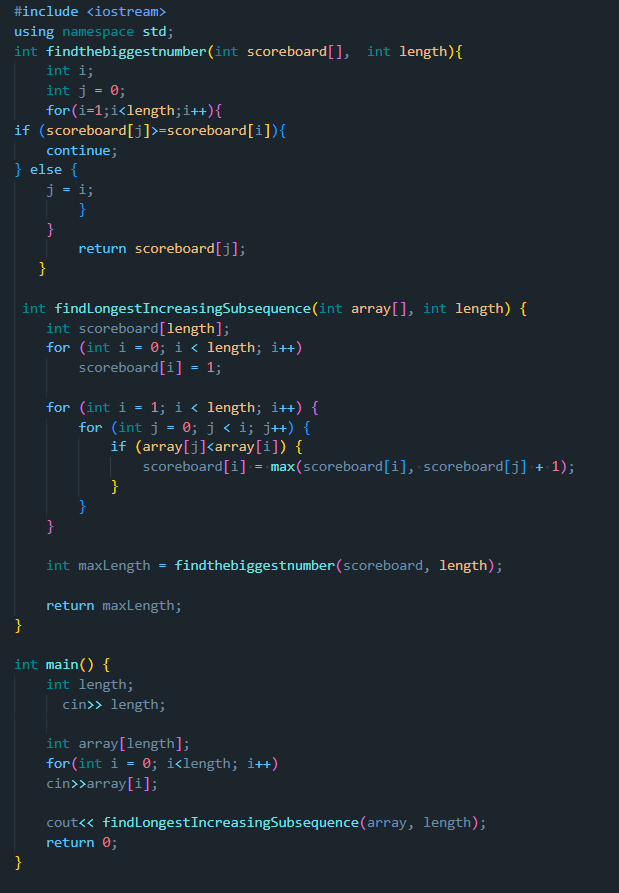 #include <iostream>
using namespace std;
int findthebiggestnumber(int scoreboard[],  int length){
    int i;
    int j = 0;
    for(i=1;i<length;i++){
if (scoreboard[j]>=scoreboard[i]){
    continue;
} else {
    j = i;
        }
    }
        return scoreboard[j];
   }

 int findLongestIncreasingSubsequence(int array[], int length) {
    int scoreboard[length];
    for (int i = 0; i < length; i++)
        scoreboard[i] = 1;

    for (int i = 1; i < length; i++) {
        for (int j = 0; j < i; j++) {
            if (array[j]<array[i]) {
                scoreboard[i] = max(scoreboard[i], scoreboard[j] + 1);
            }
        }
    }

    int maxLength = findthebiggestnumber(scoreboard, length);

    return maxLength;
}

int main() {
    int length;
      cin>> length;

    int array[length];
    for(int i = 0; i<length; i++)
    cin>>array[i];

    cout<< findLongestIncreasingSubsequence(array, length);
    return 0;
}